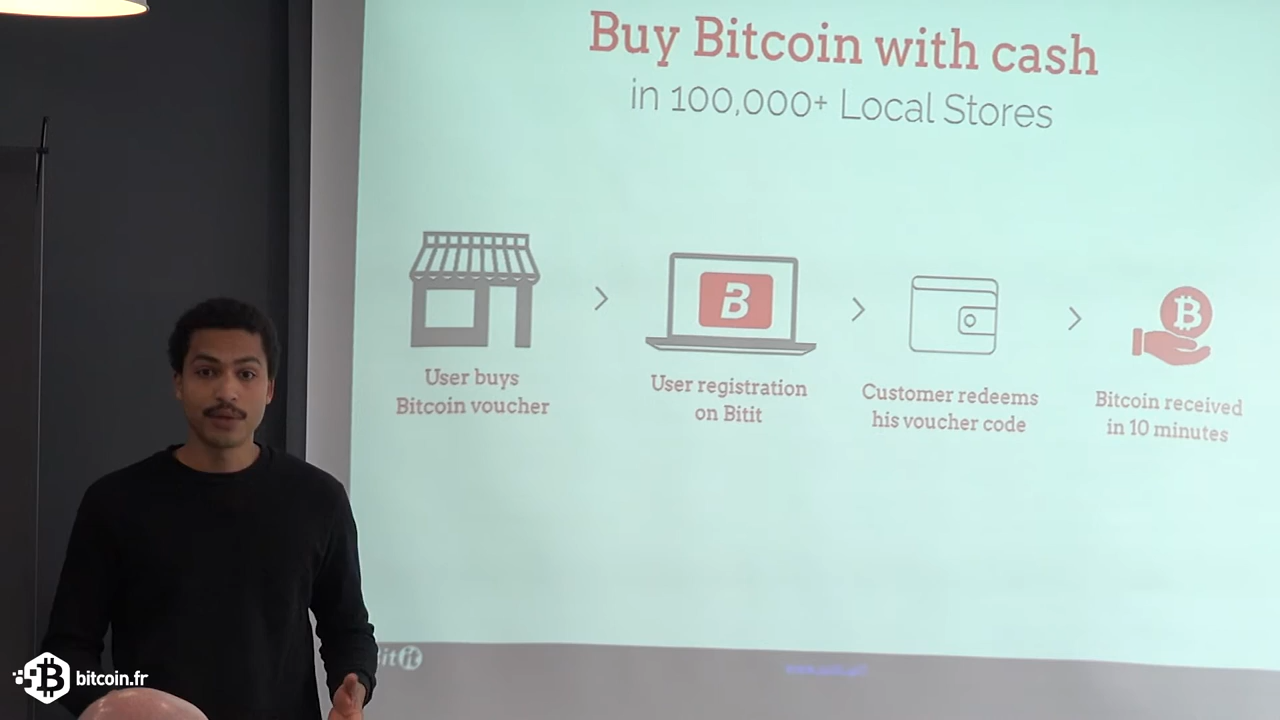 Buy Bitcoin with cash
in 100,000+ Local Stores
User buys
Bitcoin voucher
User registration
on Bitit
Customer redeems
his voucher code
Bitcoin received
in 10 minutes
bitcoin.fr